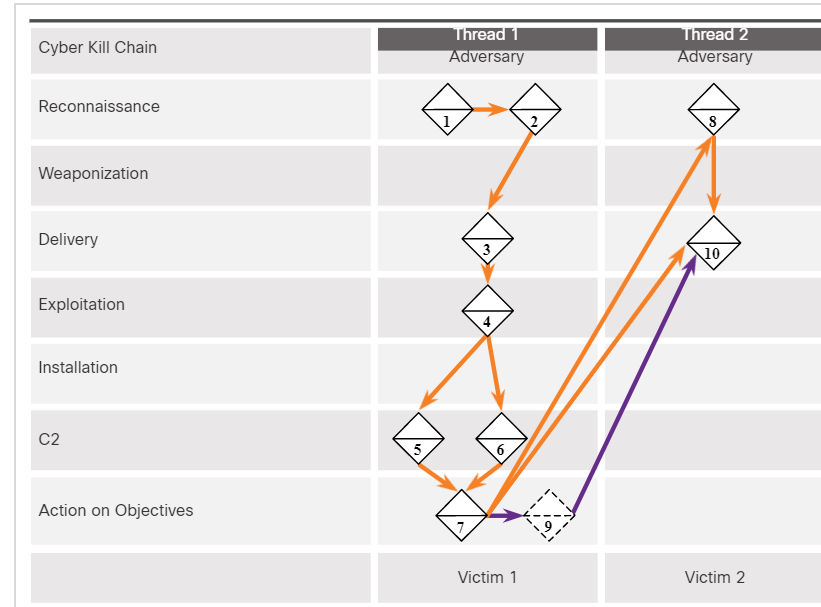 Thread 1 Thread 2
Cyber Kill Chain Adversary Adversary
Reconnaissance 1 2 8
Weaponization
Delivery 3 10
Exploitation 4
Installation
C2 5 6
Action on Objectives 7 9
Victim 1 Victim 2